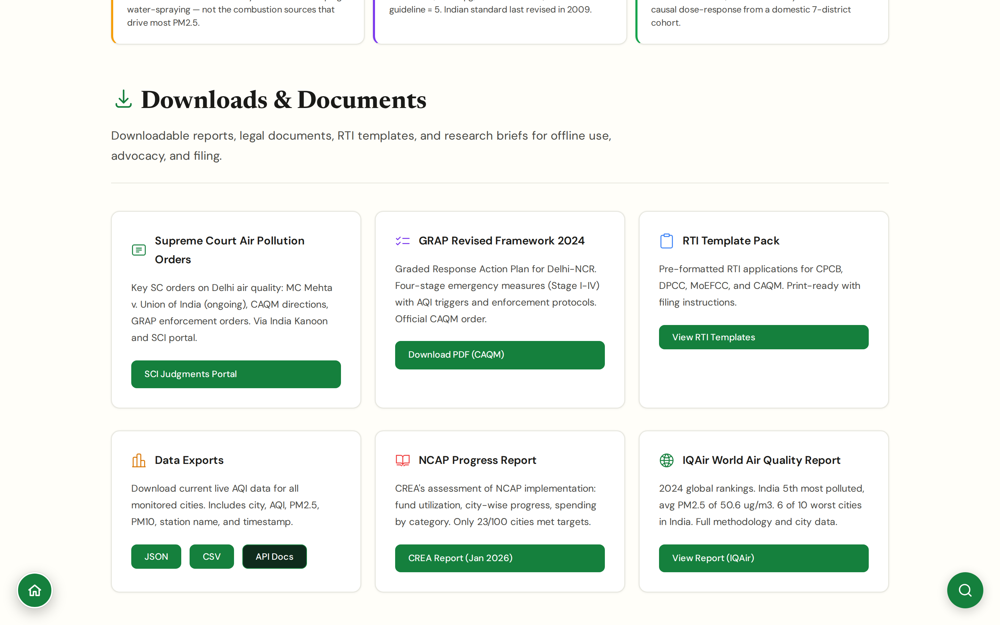 water-spraying — not the combustion sources that
drive most PM2.5.
guideline = 5. Indian standard last revised in 2009.
causal dose-response from a domestic 7-district
cohort.
Downloads & Documents
Downloadable reports, legal documents, RTI templates, and research briefs for offline use,
advocacy, and filing.
Supreme Court Air Pollution
Orders
Key SC orders on Delhi air quality: MC Mehta
v. Union of India (ongoing), CAQM directions,
GRAP enforcement orders. Via India Kanoon
and SCI portal.
SCI Judgments Portal
GRAP Revised Framework 2024
Graded Response Action Plan for Delhi-NCR.
Four-stage emergency measures (Stage I-IV)
with AQI triggers and enforcement protocols.
Official CAQM order.
Download PDF (CAQM)
RTI Template Pack
Pre-formatted RTI applications for CPCB,
DPCC, MoEFCC, and CAQM. Print-ready with
filing instructions.
View RTI Templates
Data Exports
Download current live AQI data for all
monitored cities. Includes city, AQI, PM2.5,
PM10, station name, and timestamp.
JSON
CSV
API Docs
NCAP Progress Report
CREA's assessment of NCAP implementation:
fund utilization, city-wise progress, spending
by category. Only 23/100 cities met targets.
CREA Report (Jan 2026)
IQAir World Air Quality Report
2024 global rankings. India 5th most polluted,
avg PM2.5 of 50.6 ug/m3. 6 of 10 worst cities
in India. Full methodology and city data.
View Report (IQAir)